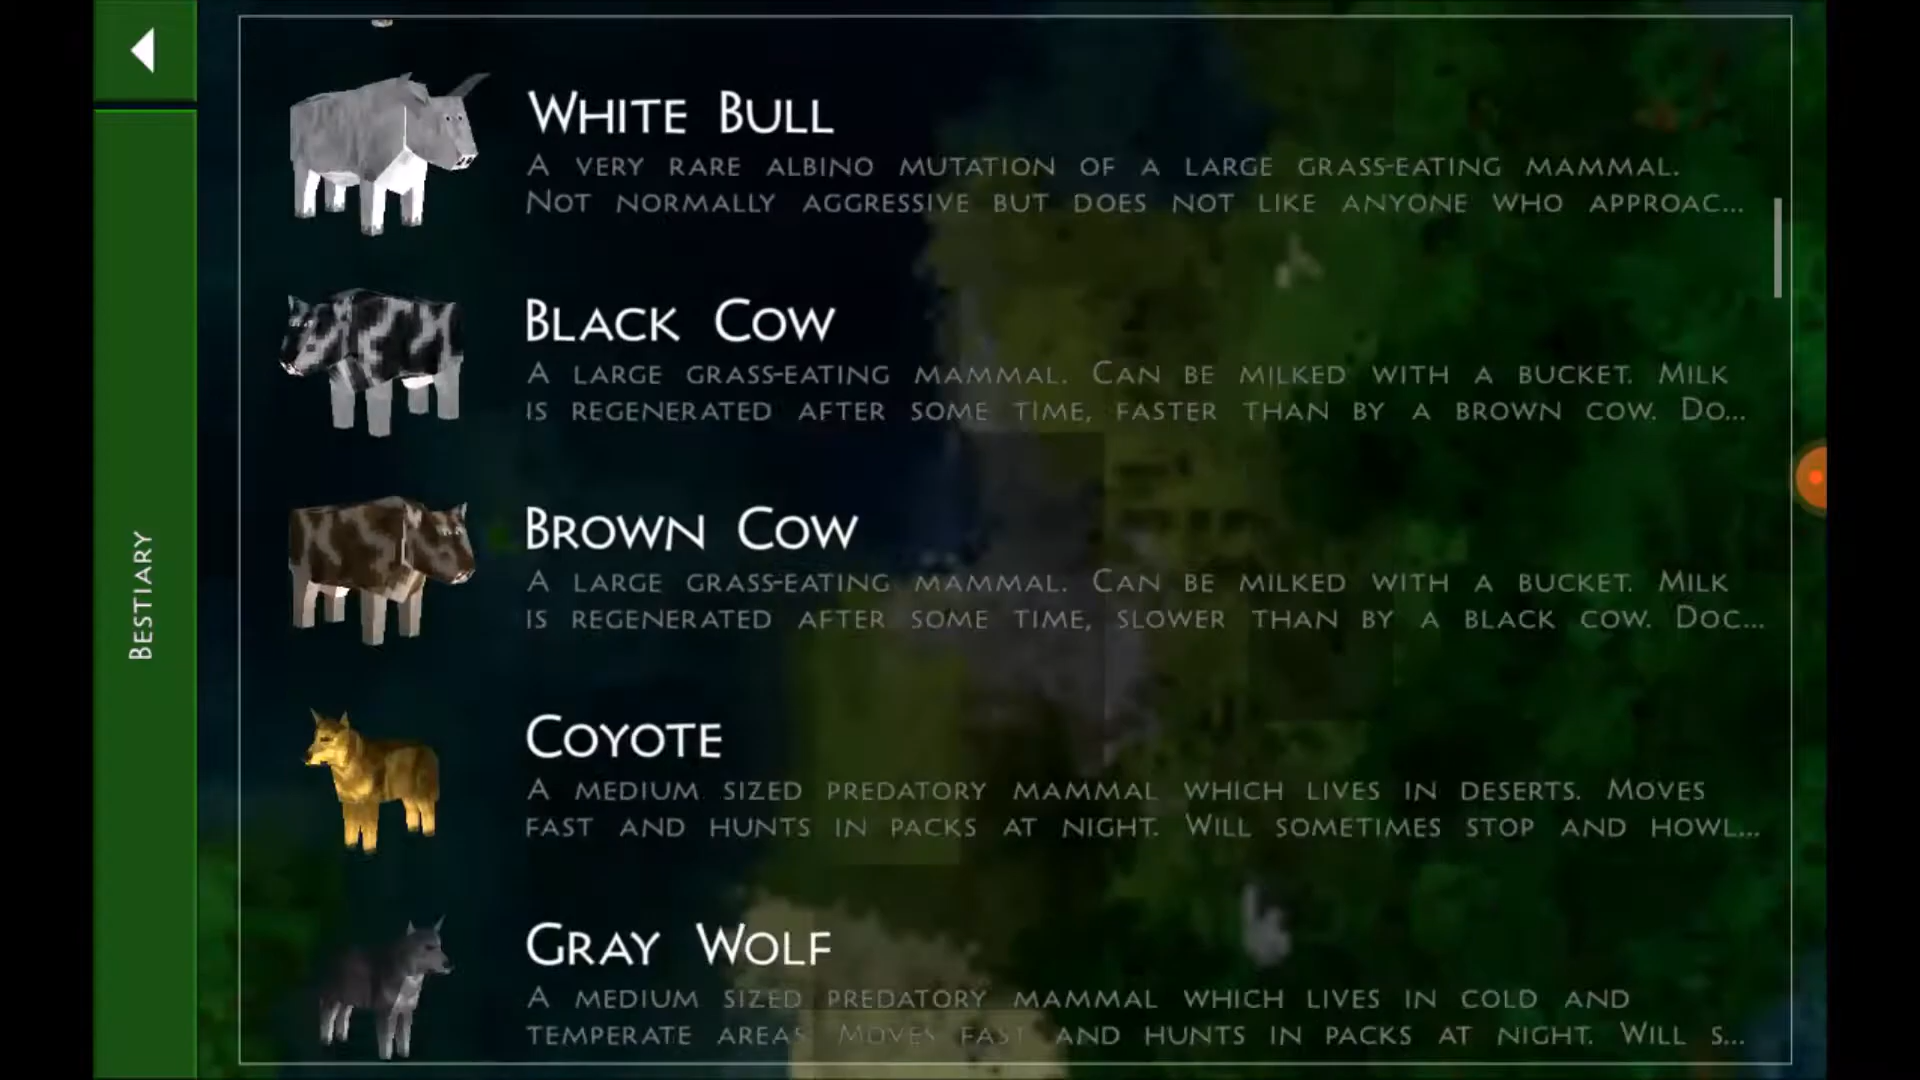 White Bull
A very rare albino mutation of a large grass-eating mammal.
Not normally aggressive but does not like anyone who approac...
Black Cow
A large grass-eating mammal. Can be milked with a bucket. Milk
is regenerated after some time, faster than by a brown cow. Do...
Brown Cow
A large grass-eating mammal. Can be milked with a bucket. Milk
is regenerated after some time, slower than by a black cow. Doc...
Coyote
A medium sized predatory mammal which lives in deserts. Moves
fast and hunts in packs at night. Will sometimes stop and howl...
Gray Wolf
A medium sized predatory mammal which lives in cold and
temperate areas. Moves fast and hunts in packs at night. Will s...
Bestiary